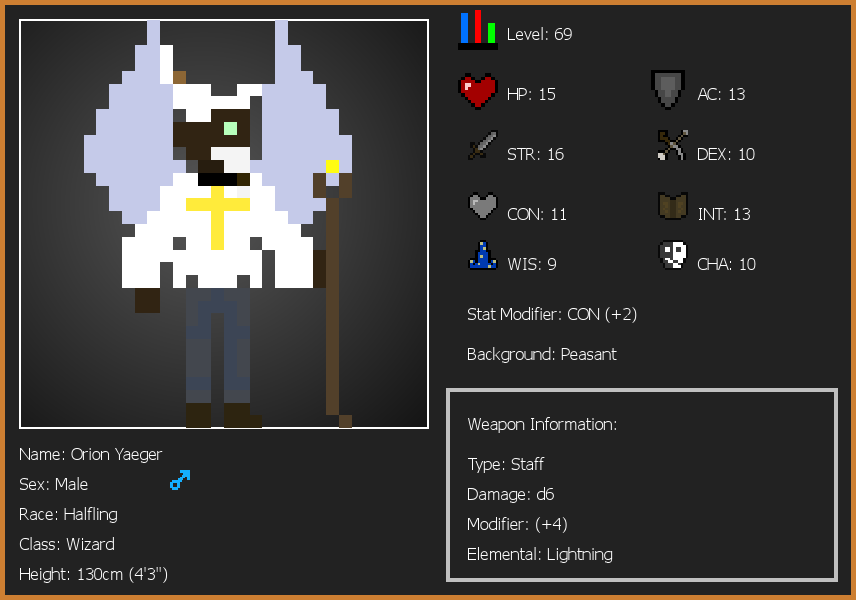 Level: 69
HP: 15
AC: 13
STR: 16
DEX: 10
CON: 11
INT: 13
WIS: 9
CHA: 10
Stat Modifier: CON (+2)
Background: Peasant
Weapon Information:
Type: Staff
Damage: d6
Modifier: (+4)
Elemental: Lightning
Name: Orion Yaeger
Sex: Male
Race: Halfling
Class: Wizard
Height: 130cm (4'3")